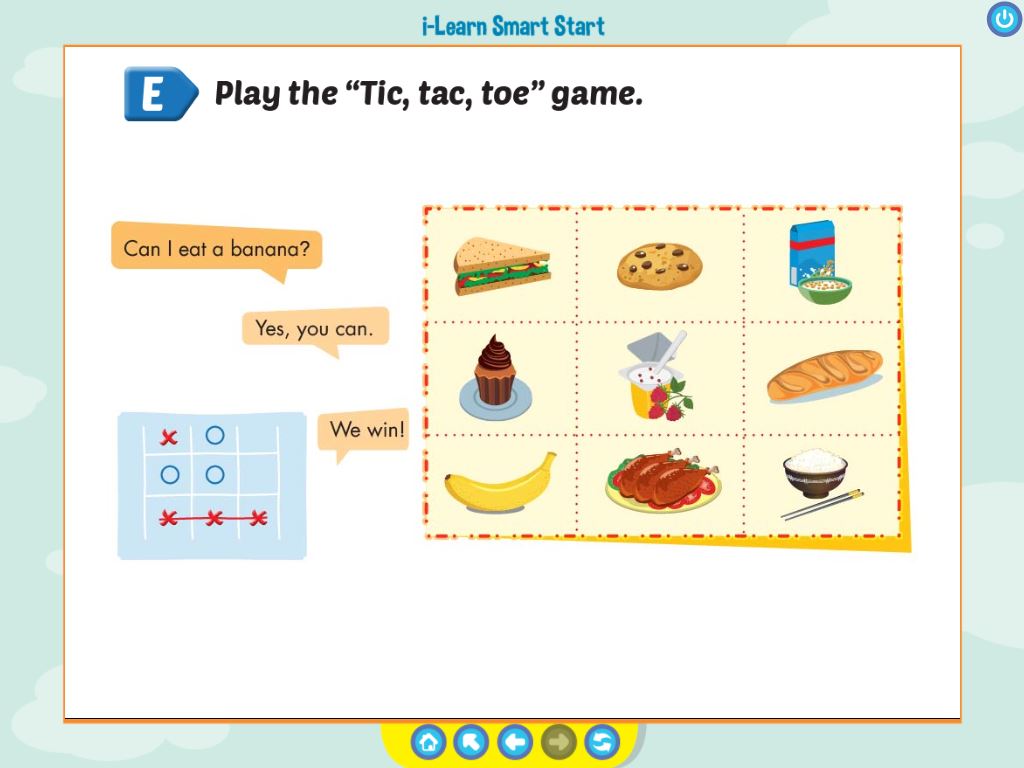 i-Learn Smart Start
E Play the “Tic, tac, toe” game.
Can I eat a banana?
Yes, you can.
We win!